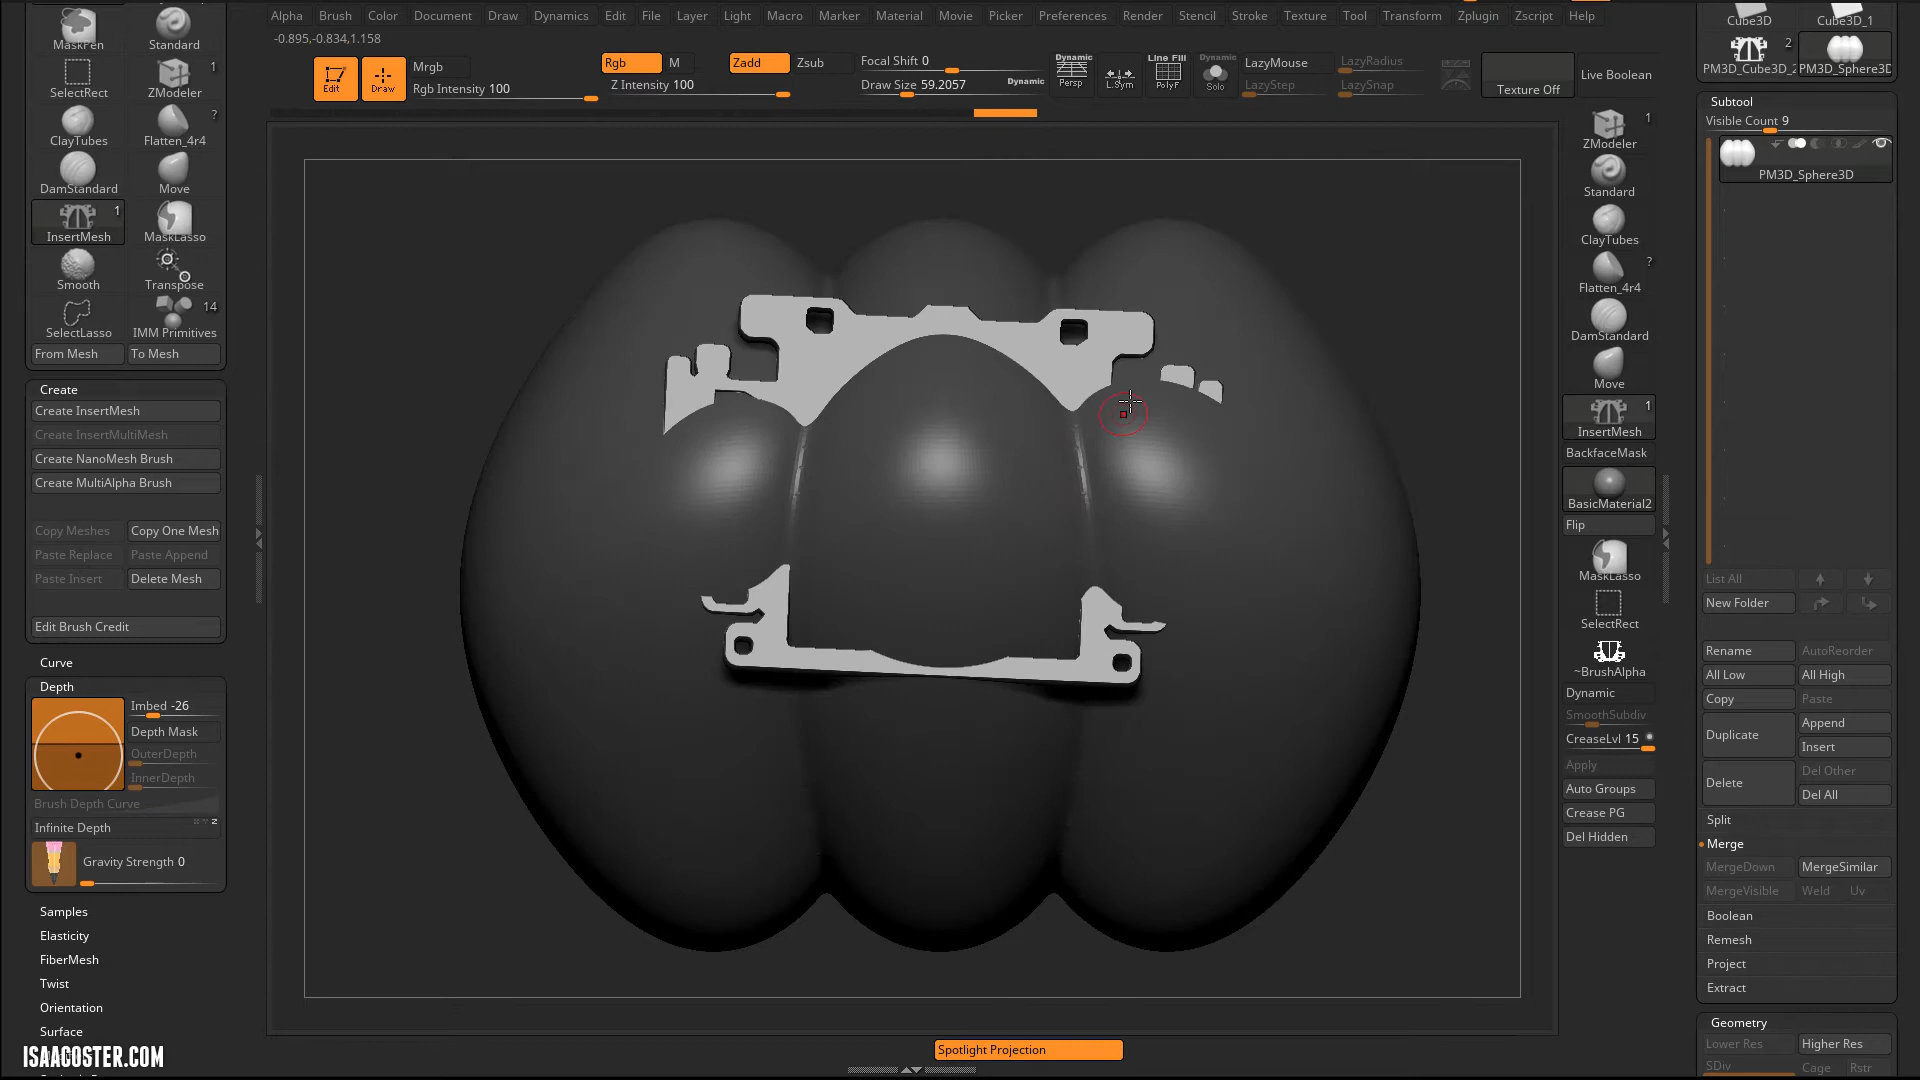 Alpha Brush Color Document Draw Dynamics Edit File Layer Light Macro Marker Material Movie Picker Preferences Render Stencil Stroke Texture Tool Transform Zplugin Zscript Help
-0.895,-0.834,1.158
Edit
Draw
Mrgb
Rgb Intensity 100
Rgb
M
Zadd
Zsub
Z Intensity 100
Focal Shift 0
Draw Size 59.2057
Dynamic
Dynamic
Persp
L.Sym
Line Fill
PolyF
Dynamic
Solo
LazyMouse
LazyRadius
LazyStep
LazySnap
Texture Off
Live Boolean
MaskPen
Standard
SelectRect
1
ZModeler
ClayTubes
?
Flatten_4r4
DamStandard
Move
1
InsertMesh
MaskLasso
Smooth
Transpose
SelectLasso
14
IMM Primitives
From Mesh
To Mesh
Create
Create InsertMesh
Create InsertMultiMesh
Create NanoMesh Brush
Create MultiAlpha Brush
Copy Meshes
Copy One Mesh
Paste Replace
Paste Append
Paste Insert
Delete Mesh
Edit Brush Credit
Curve
Depth
Imbed -26
Depth Mask
OuterDepth
InnerDepth
Brush Depth Curve
Infinite Depth
X Y Z
Gravity Strength 0
Samples
Elasticity
FiberMesh
Twist
Orientation
Surface
ISAACOSTER.COM
Spotlight Projection
1
ZModeler
Standard
ClayTubes
?
Flatten_4r4
DamStandard
Move
1
InsertMesh
BackfaceMask
BasicMaterial2
Flip
MaskLasso
SelectRect
~BrushAlpha
Dynamic
SmoothSubdiv
CreaseLvl 15
Apply
Auto Groups
Crease PG
Del Hidden
Cube3D
Cube3D_1
2
PM3D_Cube3D_2
PM3D_Sphere3D
Subtool
Visible Count 9
PM3D_Sphere3D
List All
New Folder
Rename
AutoReorder
All Low
All High
Copy
Paste
Duplicate
Append
Insert
Delete
Del Other
Del All
Split
Merge
MergeDown
MergeSimilar
MergeVisible
Weld
Uv
Boolean
Remesh
Project
Extract
Geometry
Lower Res
Higher Res
SDiv
Cage
Rstr